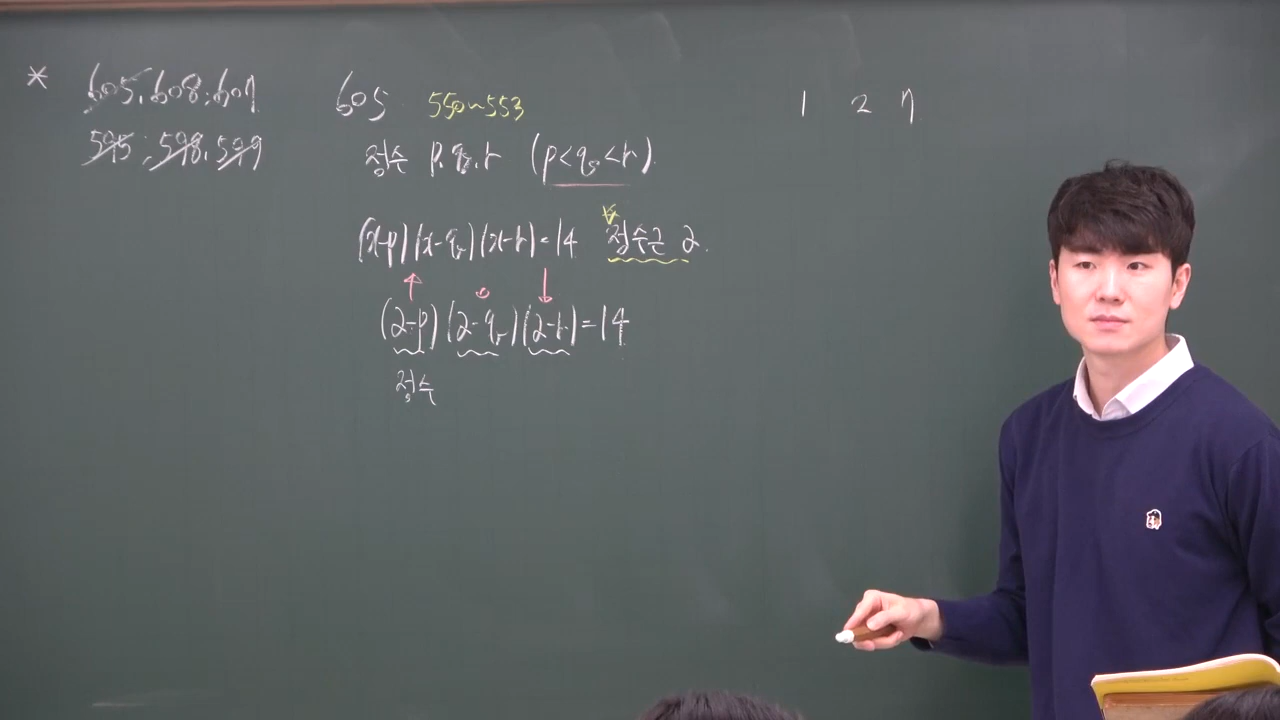 * 605, 608, 607
595, 598, 599
605 550~553
정수 p, q, r (p<q<r).
(x-p)(x-q)(x-r)=14 정수근 2.
(2-p)(2-q)(2-r)=14
정수
1 2 7